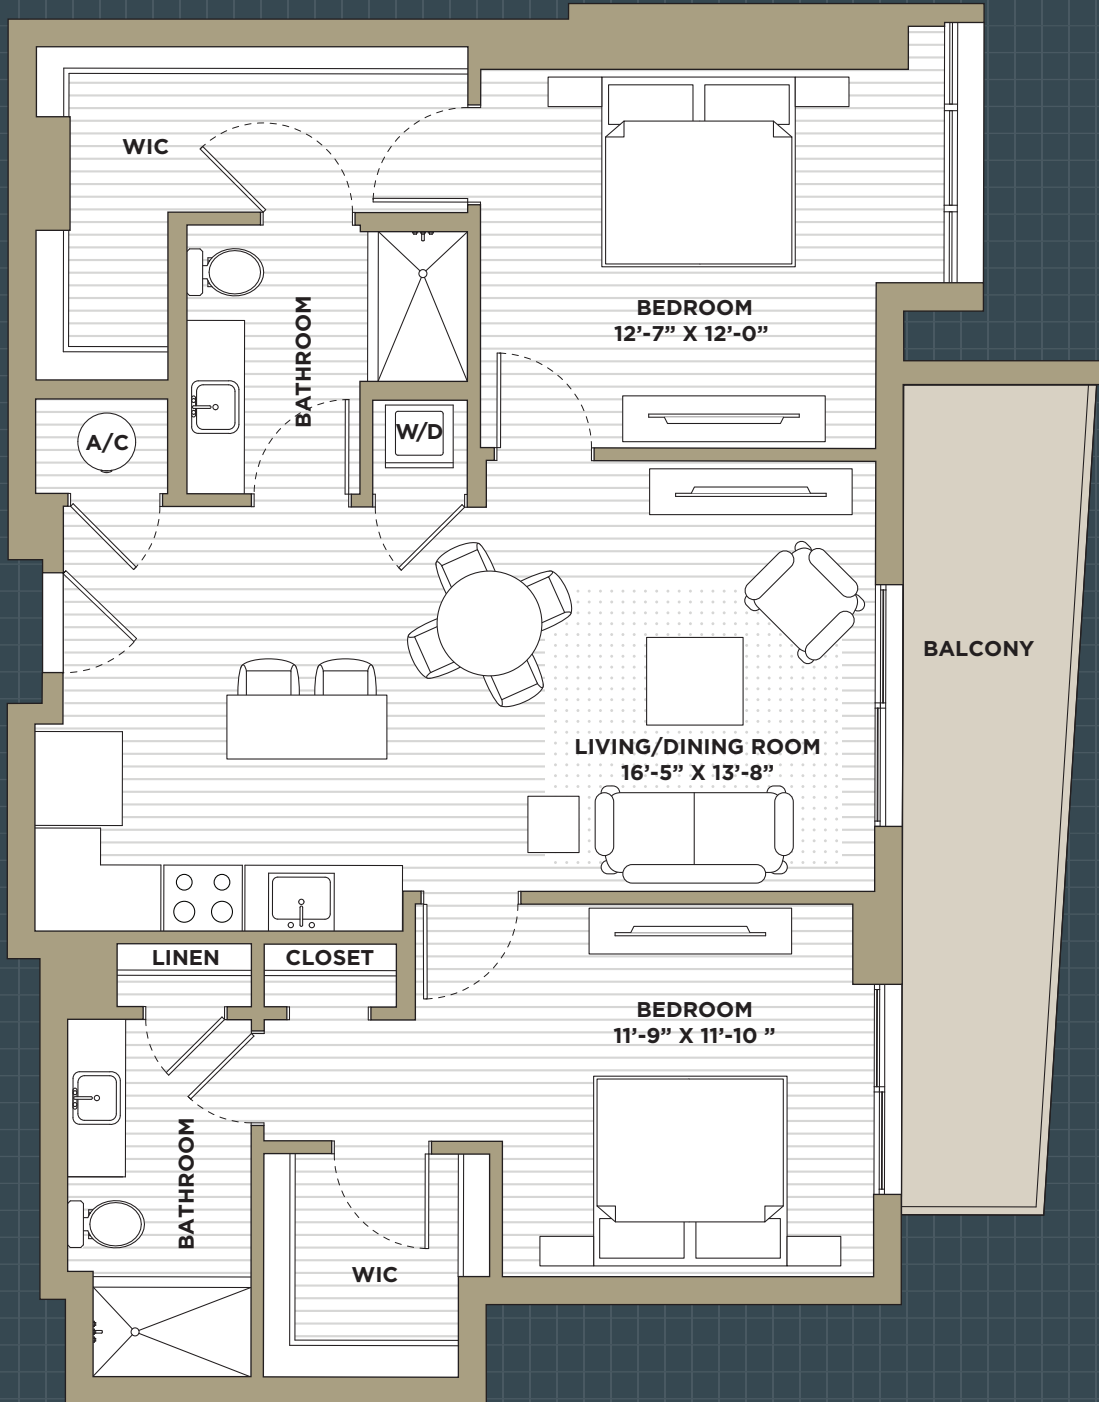 WIC
BEDROOM
12’-7” X 12’-0”
BATHROOM
A/C
W/D
BALCONY
LIVING/DINING ROOM
16’-5” X 13’-8”
LINEN
CLOSET
BEDROOM
11’-9” X 11’-10 ”
BATHROOM
WIC